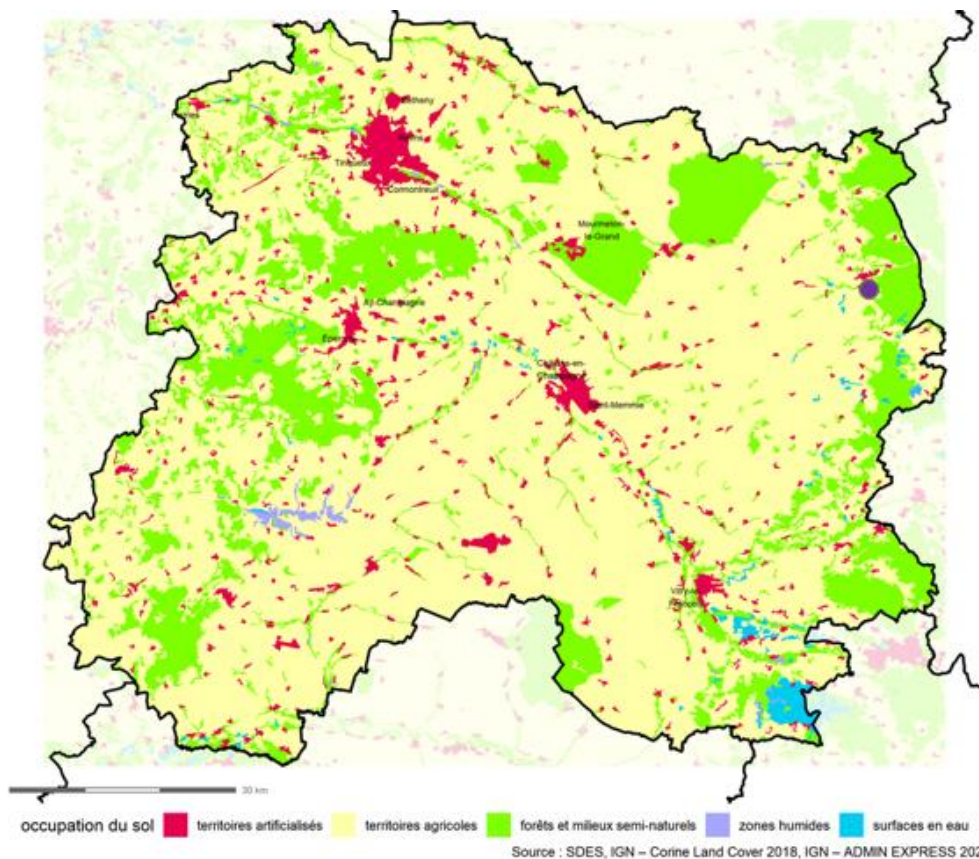 Bétheny
Tinqueux
Cormontreuil
Mourmelon-
le-Grand
Aÿ-Champagne
Châlons-en-
Champagne
Saint-Memmie
30 km
occupation du sol
territoires artificialisés
territoires agricoles
forêts et milieux semi-naturels
zones humides
surfaces en eau
Source : SDES, IGN – Corine Land Cover 2018, IGN – ADMIN EXPRESS 202